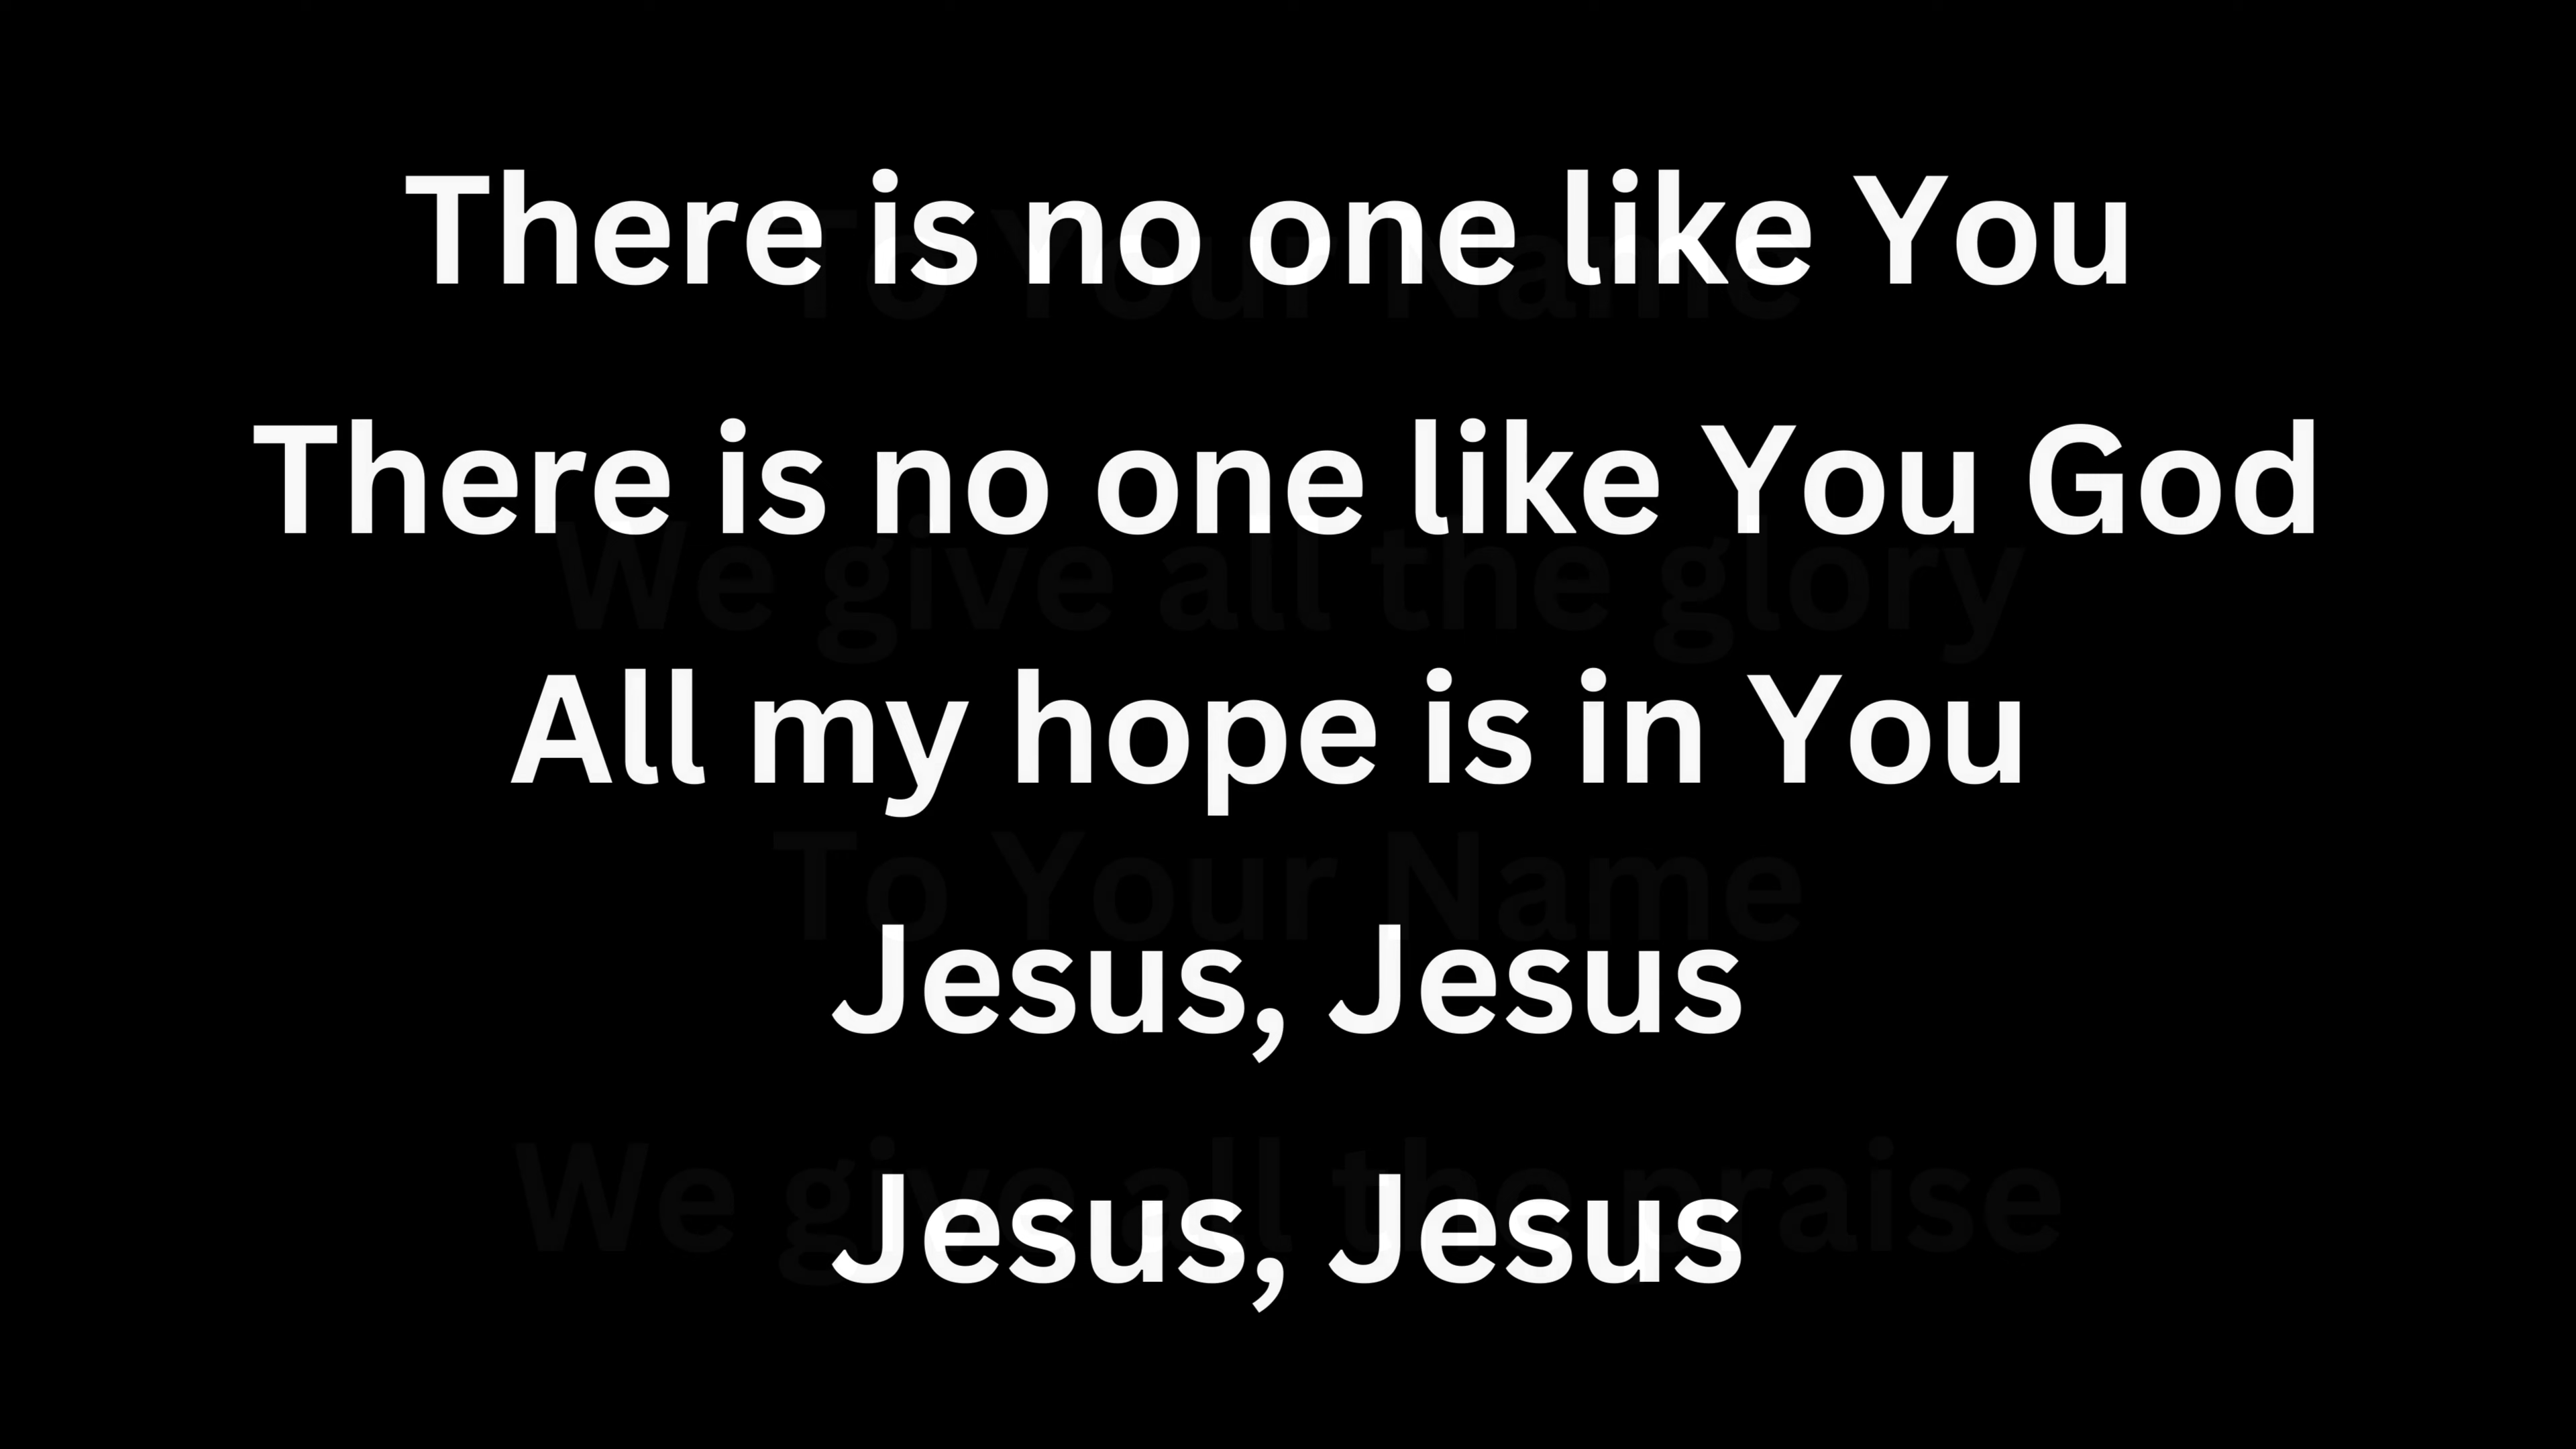 There is no one like You
To Your Name
There is no one like You God
We give all the glory
All my hope is in You
To Your Name
Jesus, Jesus
We give all the praise
Jesus, Jesus